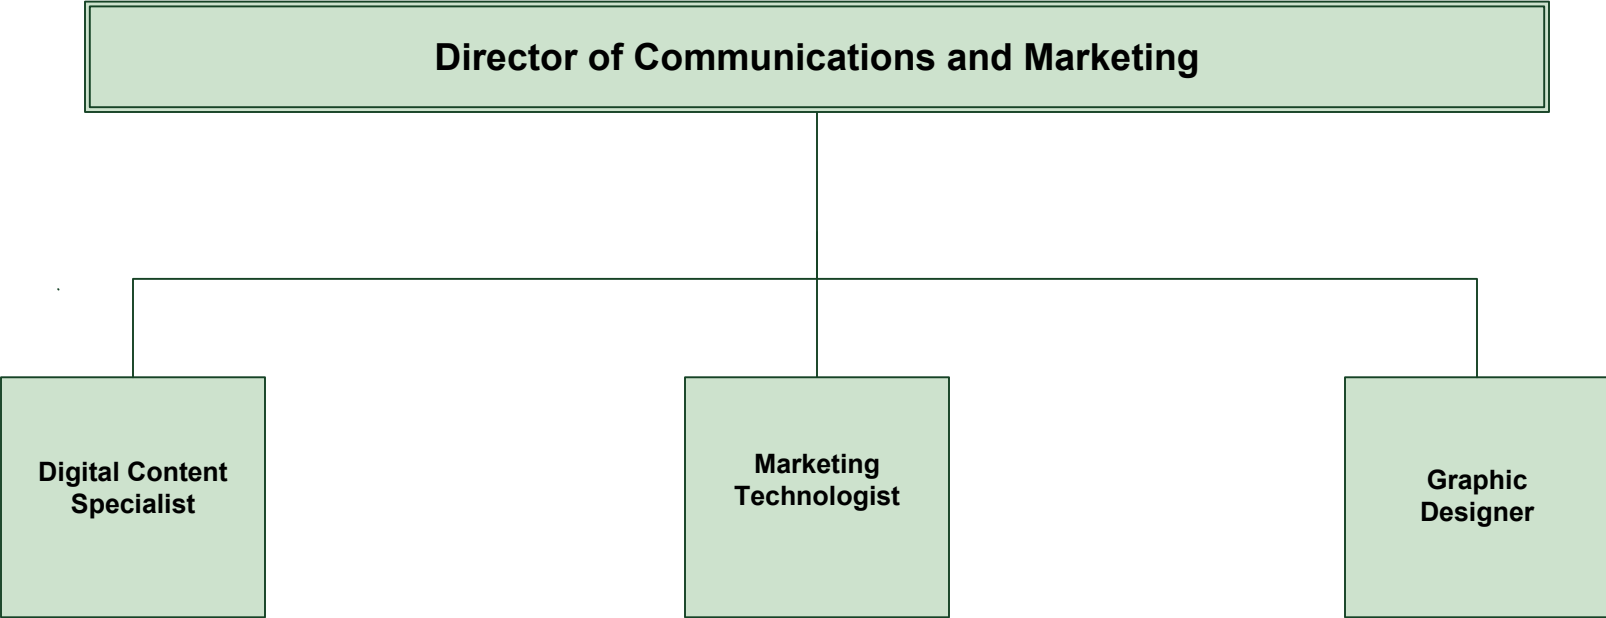 Director of Communications and Marketing
Digital Content
Specialist
Marketing
Technologist
Graphic
Designer